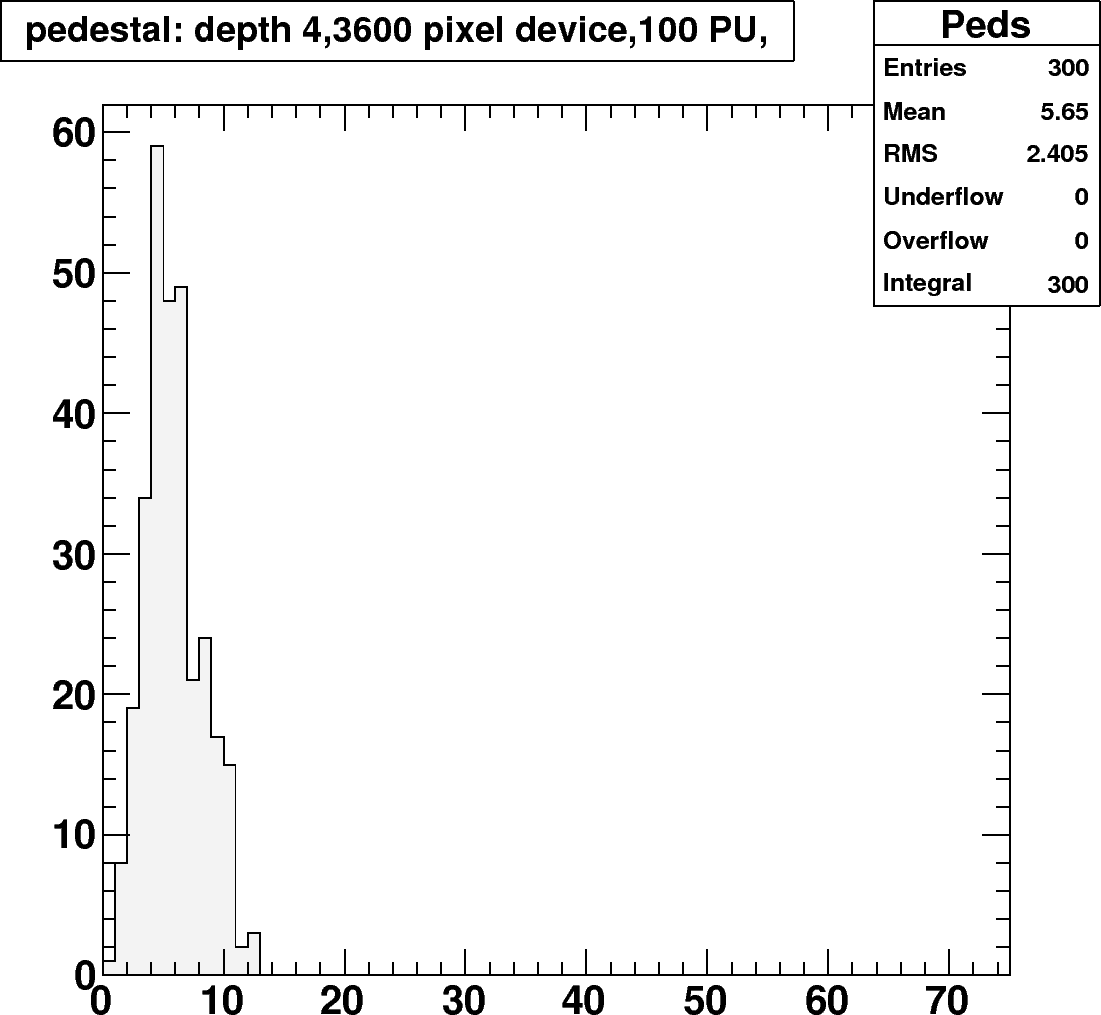 pedestal: depth 4,3600 pixel device,100 PU,
Peds
Entries 300
Mean 5.65
RMS 2.405
Underflow 0
Overflow 0
Integral 300
60
50
40
30
20
10
0
0 10 20 30 40 50 60 70